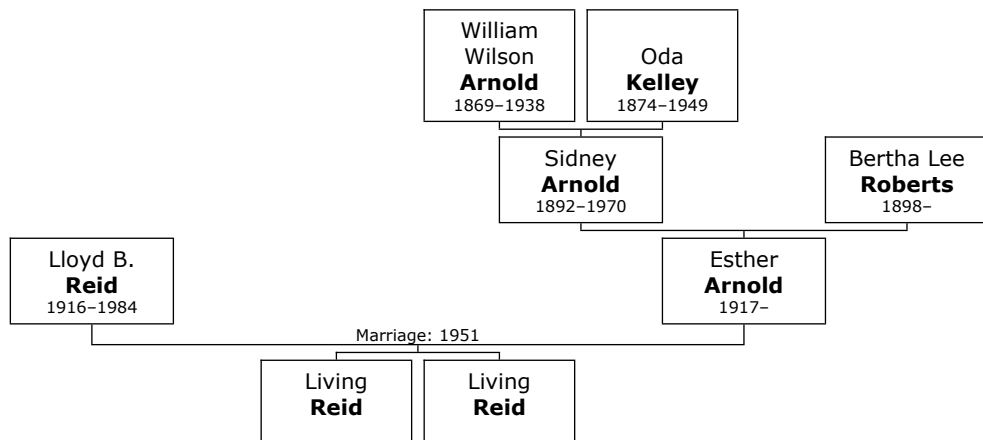 William
Wilson
Arnold
1869–1938
Oda
Kelley
1874–1949
Sidney
Arnold
1892–1970
Bertha Lee
Roberts
1898–
Lloyd B.
Reid
1916–1984
Esther
Arnold
1917–
Marriage: 1951
Living
Reid
Living
Reid